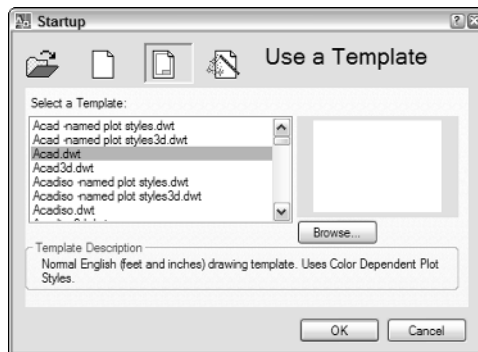 Startup
Use a Template
Select a Template:
Acad -named plot styles.dwt
Acad -named plot styles3d.dwt
Acad.dwt
Acad3d.dwt
Acadiso -named plot styles.dwt
Acadiso -named plot styles3d.dwt
Acadiso.dwt
Browse...
Template Description
Normal English (feet and inches) drawing template. Uses Color Dependent Plot
Styles.
OK
Cancel